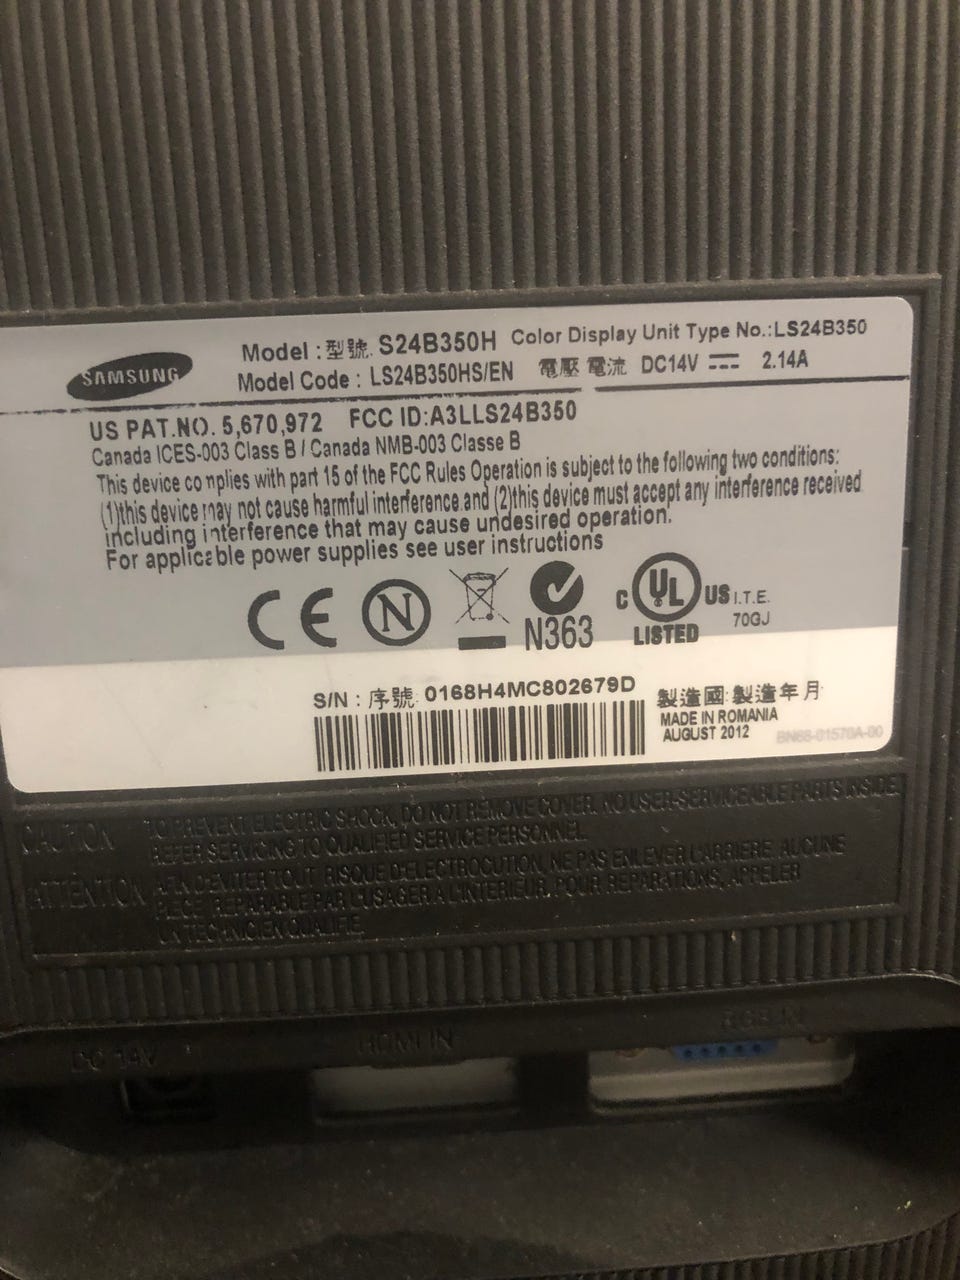 SAMSUNG
Model : 型號. S24B350H Color Display Unit Type No.:LS24B350
Model Code : LS24B350HS/EN 電壓 電流 DC14V 2.14A
US PAT.NO. 5,670,972 FCC ID:A3LLS24B350
Canada ICES-003 Class B / Canada NMB-003 Classe B
This device complies with part 15 of the FCC Rules Operation is subject to the following two conditions:
(1)this device may not cause harmful interference.and (2)this device must accept any interference received
including interference that may cause undesired operation.
For applicable power supplies see user instructions
CE N N363 C UL US I.T.E.
LISTED 70GJ
S/N : 序號. 0168H4MC802679D 製造國: 製造年月:
MADE IN ROMANIA
AUGUST 2012 BN68-01570A-00
CAUTION TO PREVENT ELECTRIC SHOCK, DO NOT REMOVE COVER. NO USER-SERVICEABLE PARTS INSIDE.
REFER SERVICING TO QUALIFIED SERVICE PERSONNEL.
ATTENTION AFIN D'EVITER TOUT RISQUE D'ELECTROCUTION, NE PAS ENLEVER L'ARRIERE, AUCUNE
PIECE REPARABLE PAR L'USAGER A L'INTERIEUR, POUR REPARATIONS, APPELER
UN TECHNICIEN QUALIFIE.
DC 14V HDMI IN RGB IN